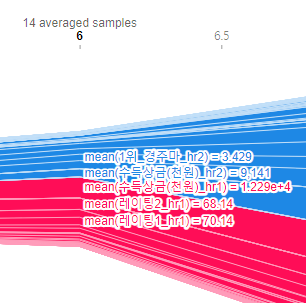 14 averaged samples
6 6.5
mean(1위_경주마_hr2) = 3.429
mean(수득상금(천원)_hr2) = 9,141
mean(수득상금(천원)_hr1) = 1.229e+4
mean(레이팅2_hr1) = 68.14
mean(레이팅1_hr1) = 70.14